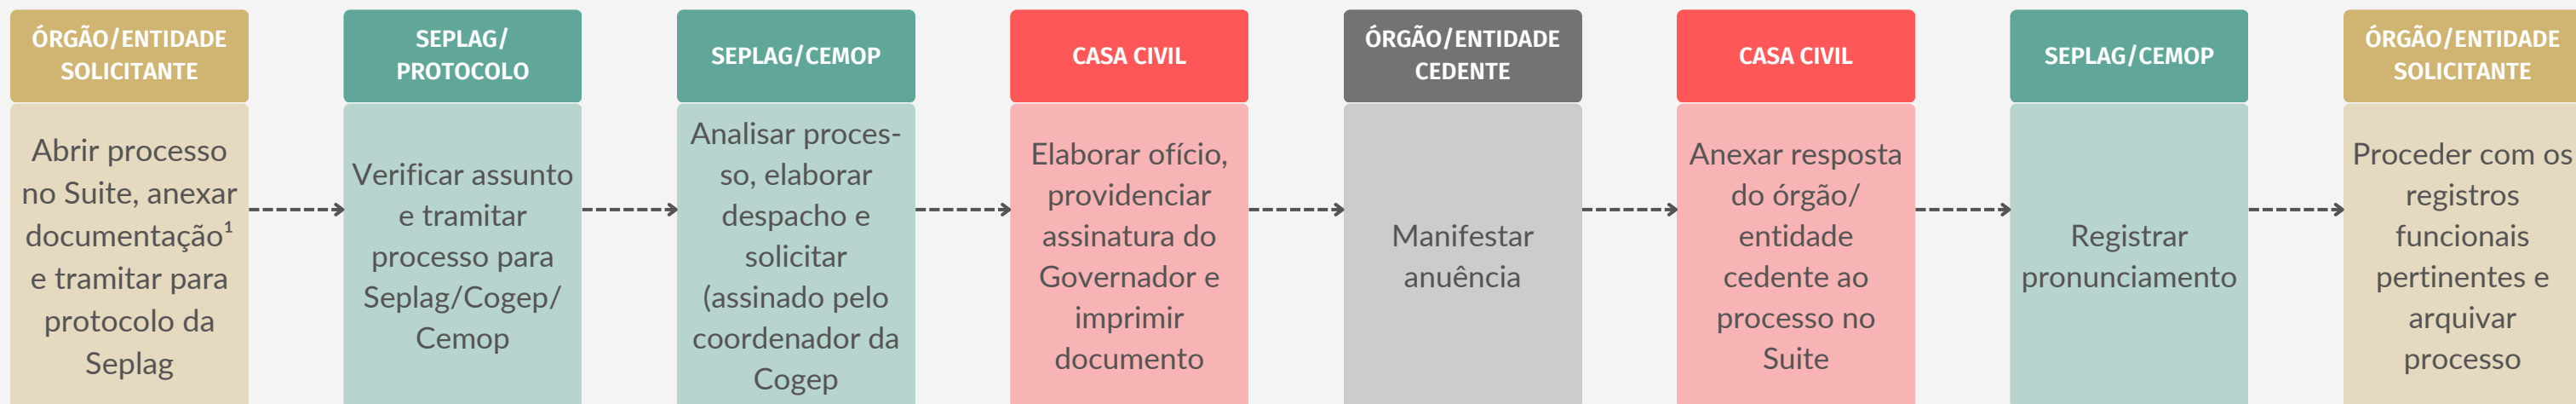 ÓRGÃO/ENTIDADE
SOLICITANTE
Abrir processo
no Suite, anexar
documentação¹
e tramitar para
protocolo da
Seplag
SEPLAG/
PROTOCOLO
Verificar assunto
e tramitar
processo para
Seplag/Cogep/
Cemop
SEPLAG/CEMOP
Analisar proces-
so, elaborar
despacho e
solicitar
(assinado pelo
coordenador da
Cogep
CASA CIVIL
Elaborar ofício,
providenciar
assinatura do
Governador e
imprimir
documento
ÓRGÃO/ENTIDADE
CEDENTE
Manifestar
anuência
CASA CIVIL
Anexar resposta
do órgão/
entidade
cedente ao
processo no
Suite
SEPLAG/CEMOP
Registrar
pronunciamento
ÓRGÃO/ENTIDADE
SOLICITANTE
Proceder com os
registros
funcionais
pertinentes e
arquivar
processo